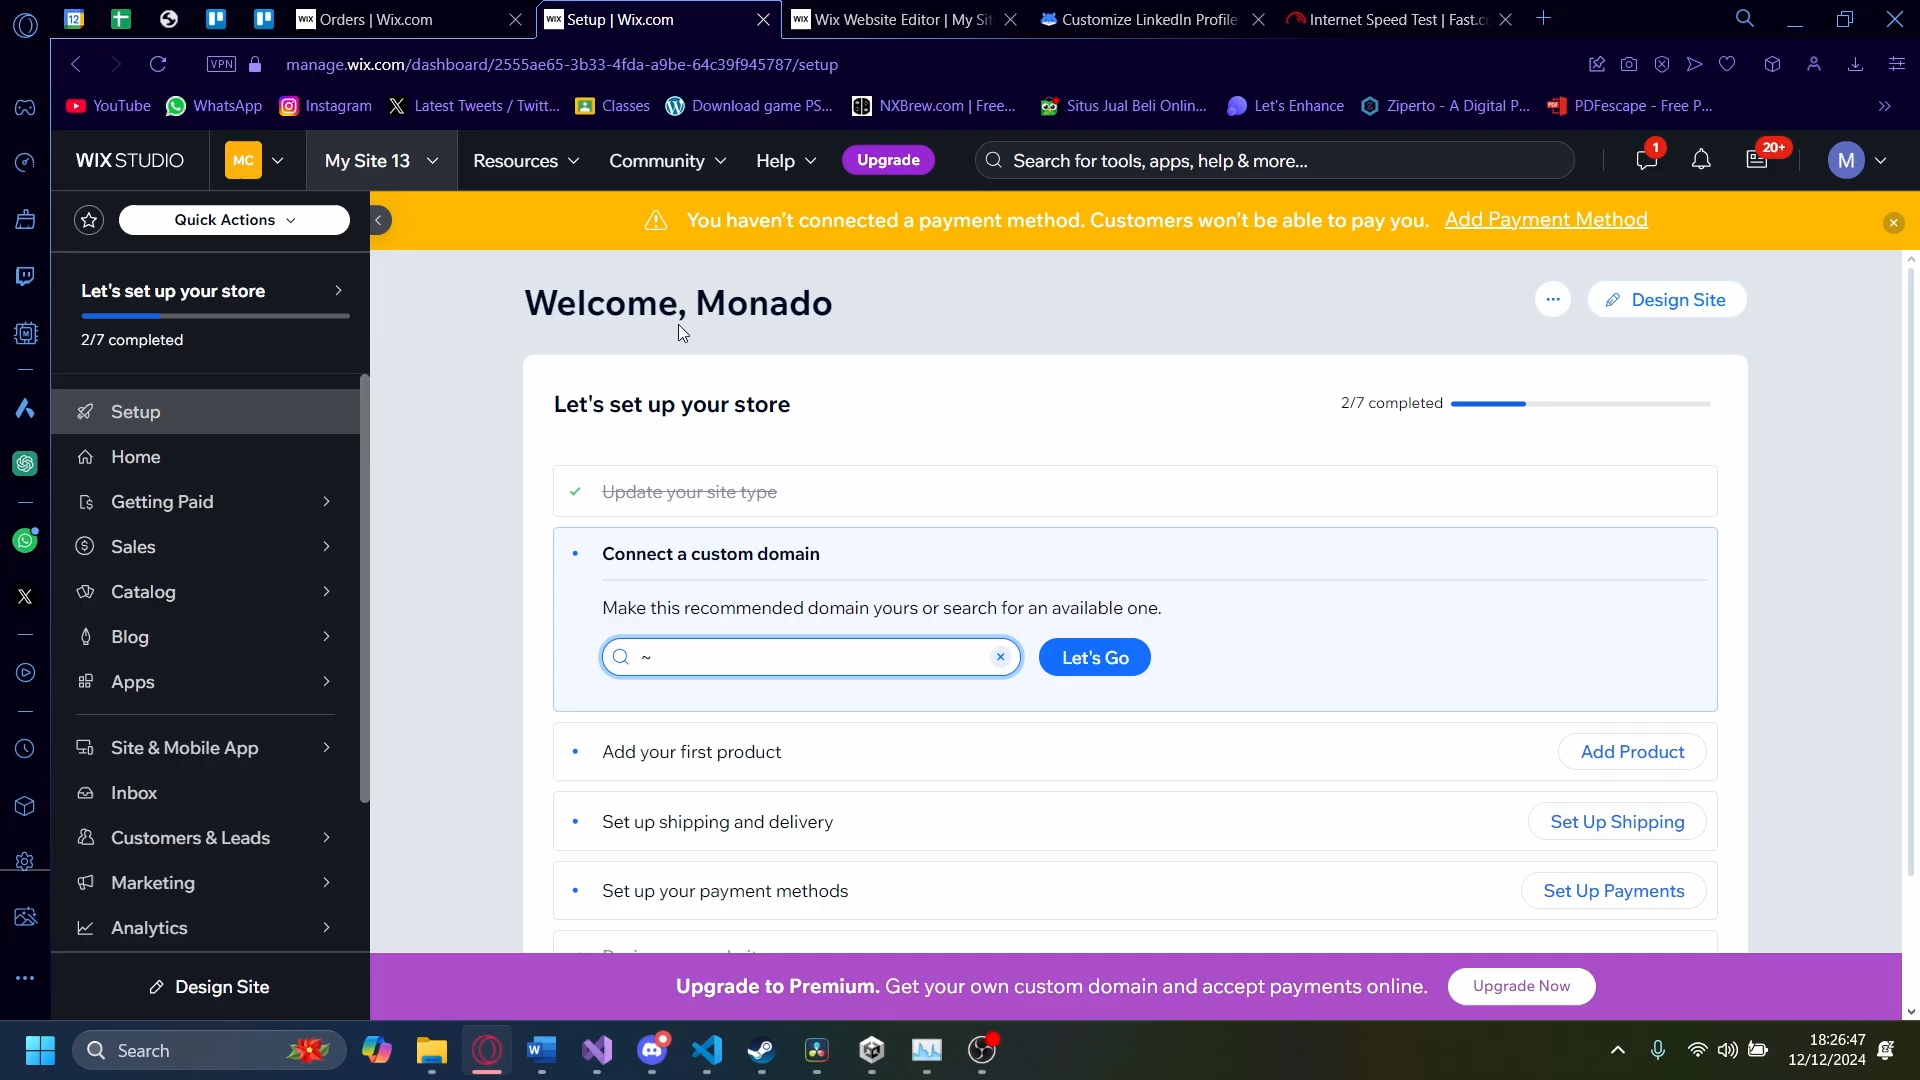 12
WIX Orders | Wix.com
WIX Setup | Wix.com
WIX Wix Website Editor | My Sit
Customize LinkedIn Profile
Internet Speed Test | Fast.co
VPN
manage.wix.com/dashboard/2555ae65-3b33-4fda-a9be-64c39f945787/setup
YouTube
WhatsApp
Instagram
Latest Tweets / Twitt...
Classes
Download game PS...
NXBrew.com | Free...
Situs Jual Beli Onlin...
Let's Enhance
Ziperto - A Digital P...
PDFescape - Free P...
WIX STUDIO
MC
My Site 13
Resources
Community
Help
Upgrade
Search for tools, apps, help & more...
1
20+
M
Quick Actions
You haven't connected a payment method. Customers won't be able to pay you. Add Payment Method
Let's set up your store
2/7 completed
Setup
Home
Getting Paid
Sales
Catalog
Blog
Apps
Site & Mobile App
Inbox
Customers & Leads
Marketing
Analytics
Design Site
Welcome, Monado
Design Site
Let's set up your store
2/7 completed
Update your site type
Connect a custom domain
Make this recommended domain yours or search for an available one.
~
Let's Go
Add your first product
Add Product
Set up shipping and delivery
Set Up Shipping
Set up your payment methods
Set Up Payments
Upgrade to Premium. Get your own custom domain and accept payments online.
Upgrade Now
Search
18:26:47
12/12/2024